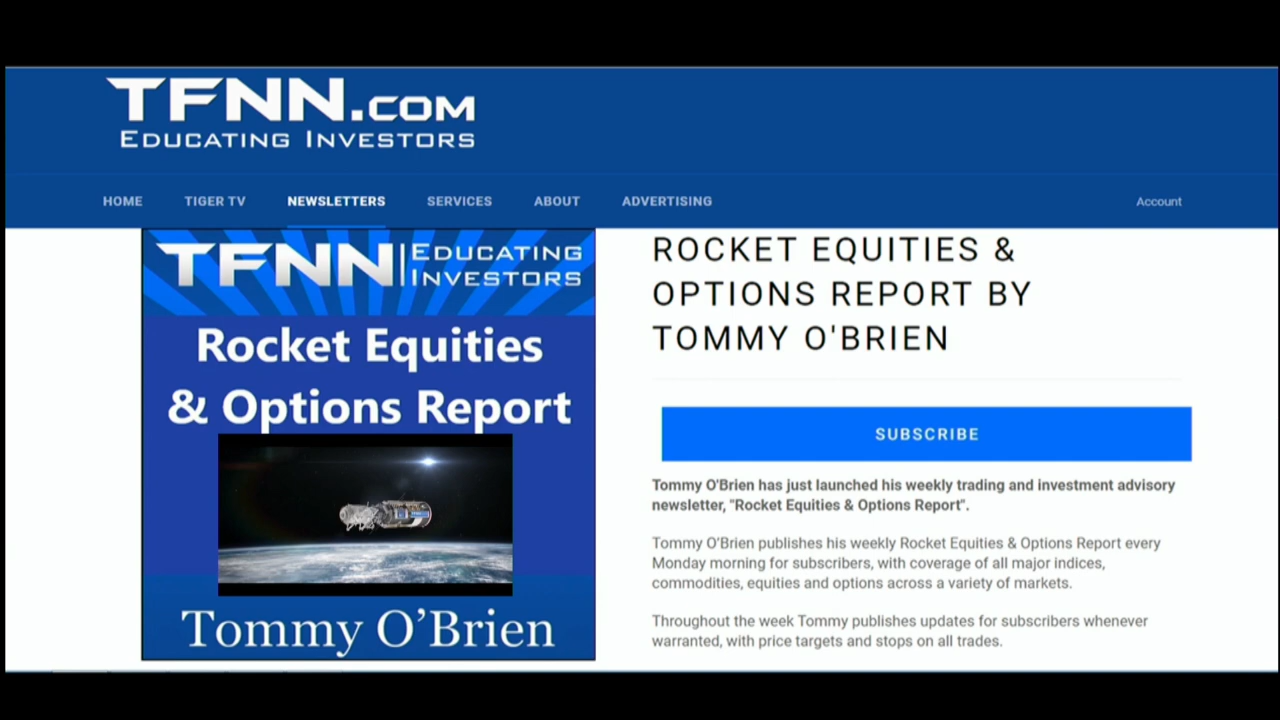 TFNN.COM
EDUCATING INVESTORS
HOME TIGER TV NEWSLETTERS SERVICES ABOUT ADVERTISING Account
TFNN | EDUCATING
INVESTORS
Rocket Equities
& Options Report
Tommy O’Brien
ROCKET EQUITIES &
OPTIONS REPORT BY
TOMMY O'BRIEN
SUBSCRIBE
Tommy O'Brien has just launched his weekly trading and investment advisory
newsletter, "Rocket Equities & Options Report".
Tommy O'Brien publishes his weekly Rocket Equities & Options Report every
Monday morning for subscribers, with coverage of all major indices,
commodities, equities and options across a variety of markets.
Throughout the week Tommy publishes updates for subscribers whenever
warranted, with price targets and stops on all trades.